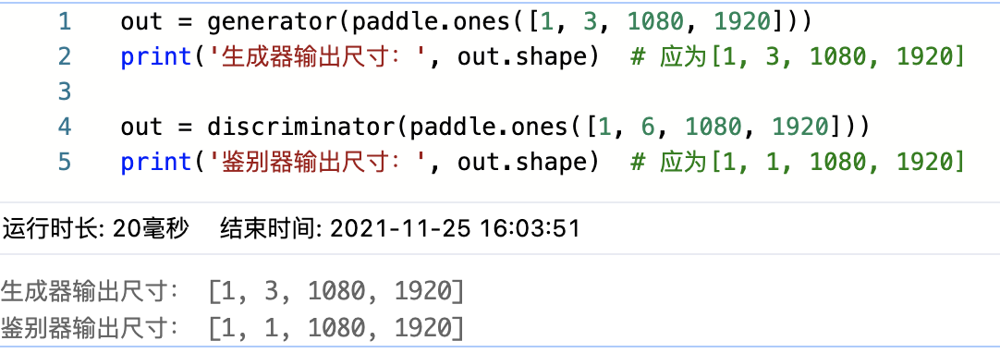 1 out = generator(paddle.ones([1, 3, 1080, 1920]))
2 print('生成器输出尺寸：', out.shape)  # 应为[1, 3, 1080, 1920]
3
4 out = discriminator(paddle.ones([1, 6, 1080, 1920]))
5 print('鉴别器输出尺寸：', out.shape)  # 应为[1, 1, 1080, 1920]
运行时长: 20毫秒 结束时间: 2021-11-25 16:03:51
生成器输出尺寸： [1, 3, 1080, 1920]
鉴别器输出尺寸： [1, 1, 1080, 1920]